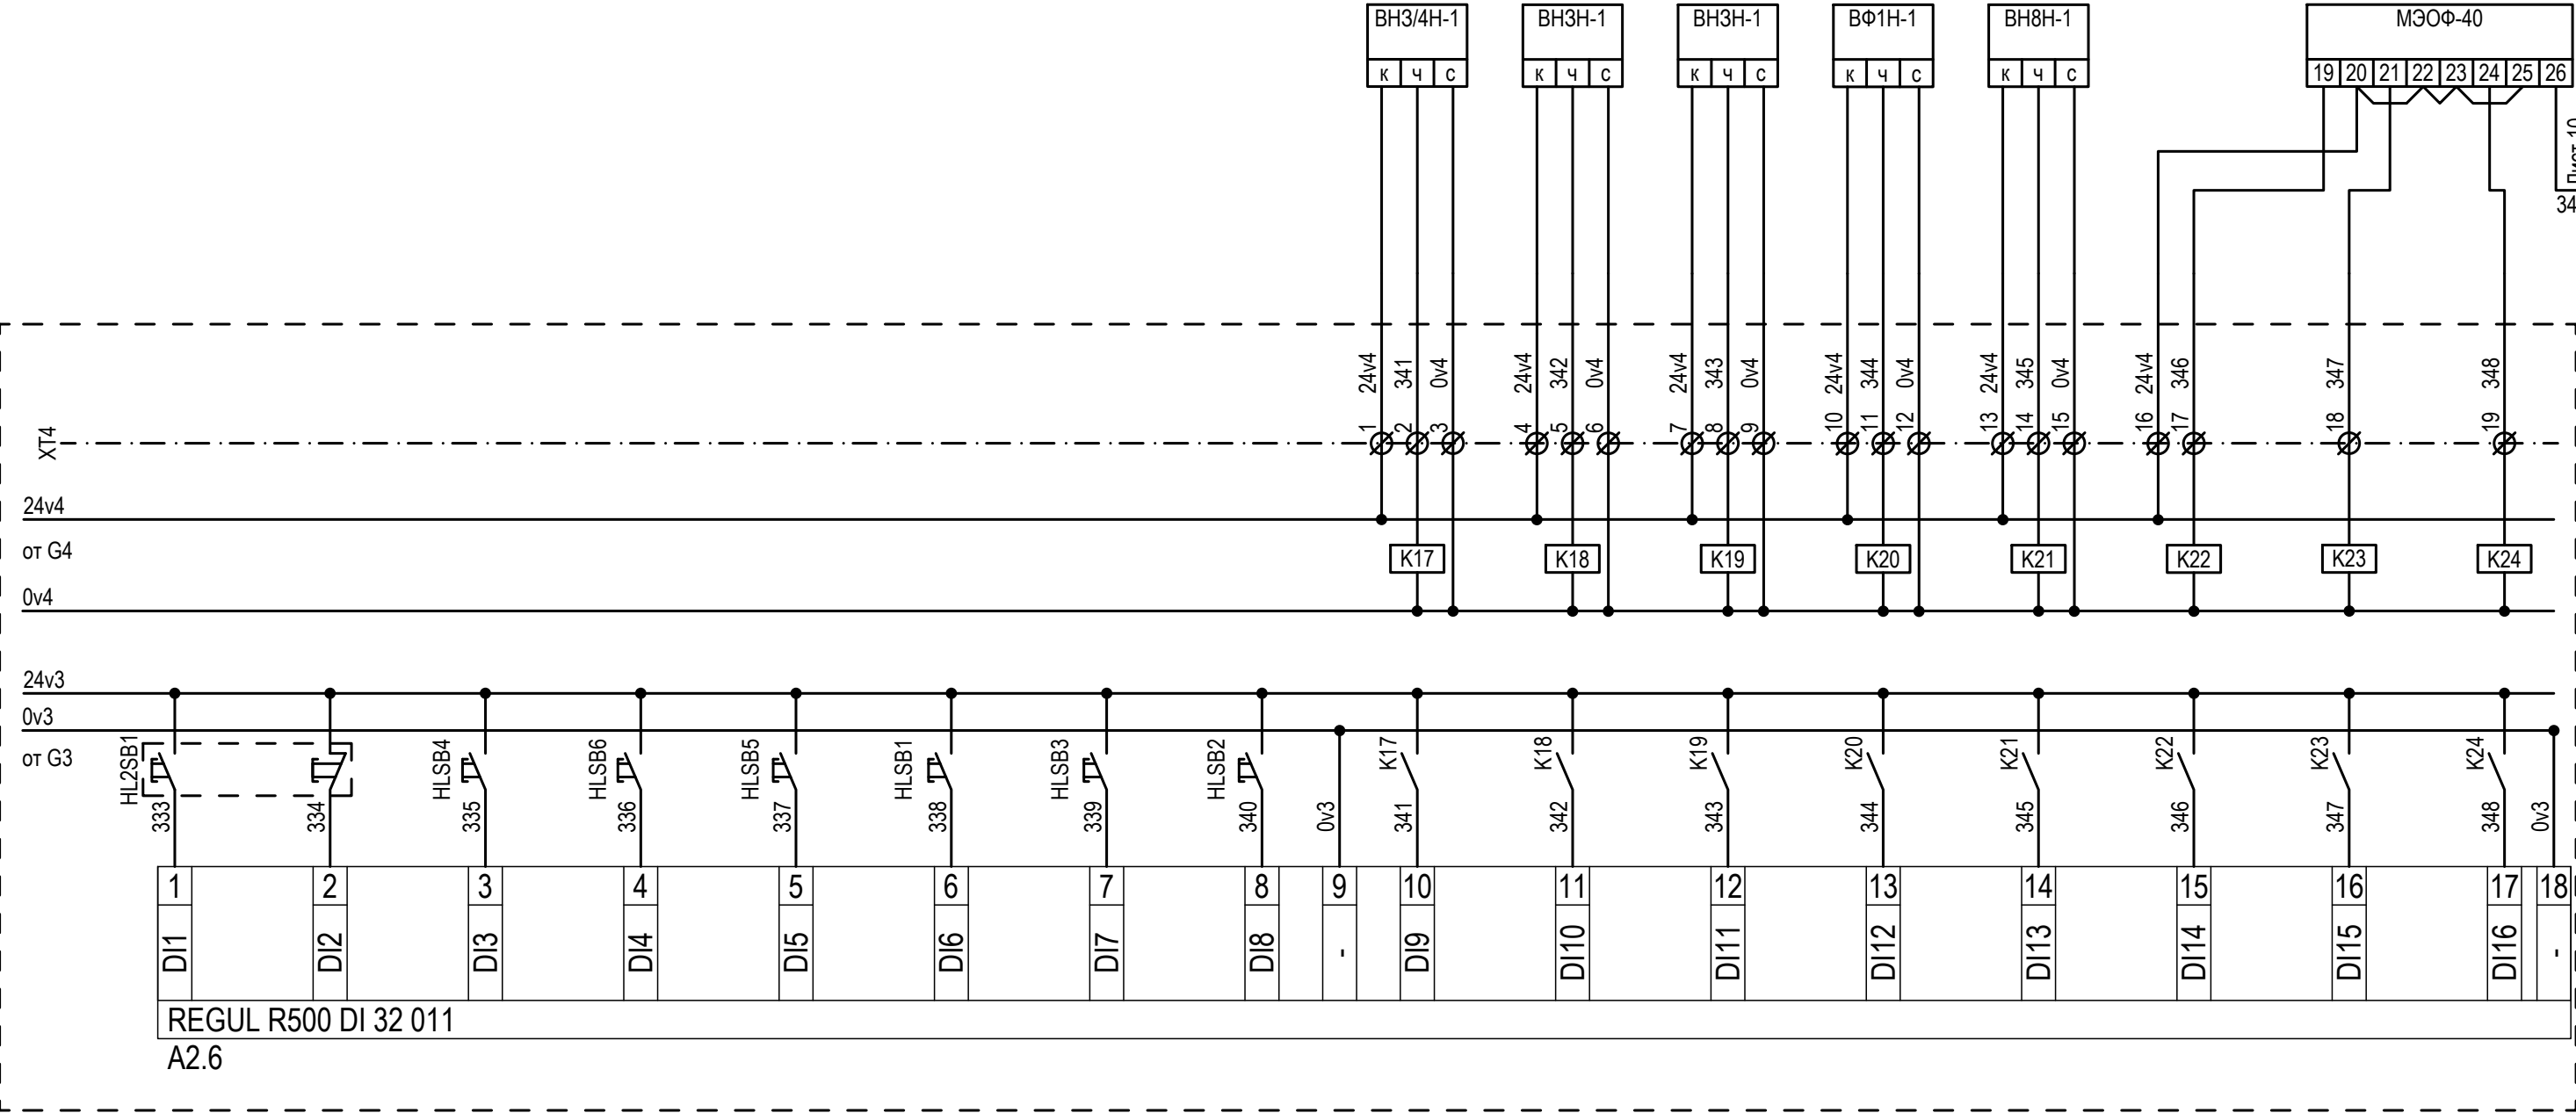 ВН3/4Н-1 ВН3Н-1 ВН3Н-1 ВФ1Н-1 ВН8Н-1 МЭОФ-40
к ч с к ч с к ч с к ч с к ч с 19 20 21 22 23 24 25 26
34
24v4 341 0v4 24v4 342 0v4 24v4 343 0v4 24v4 344 0v4 24v4 345 0v4 24v4 346 347 348
XT4 1 2 3 4 5 6 7 8 9 10 11 12 13 14 15 16 17 18 19
24v4
от G4 K17 K18 K19 K20 K21 K22 K23 K24
0v4
24v3
0v3
от G3
HL2SB1 HLSB4 HLSB6 HLSB5 HLSB1 HLSB3 HLSB2 K17 K18 K19 K20 K21 K22 K23 K24
333 334 335 336 337 338 339 340 0v3 341 342 343 344 345 346 347 348 0v3
1 2 3 4 5 6 7 8 9 10 11 12 13 14 15 16 17 18
DI1 DI2 DI3 DI4 DI5 DI6 DI7 DI8 - DI9 DI10 DI11 DI12 DI13 DI14 DI15 DI16 -
REGUL R500 DI 32 011
A2.6